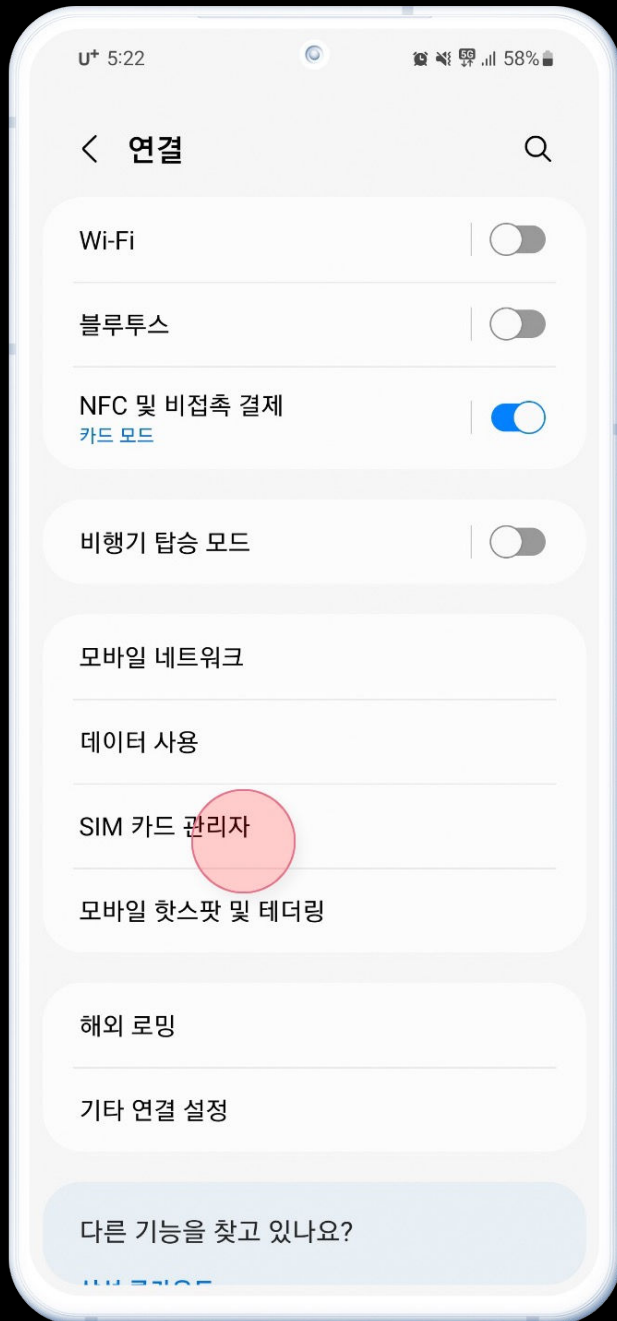 U+ 5:22 5G 58%
연결
Wi-Fi
블루투스
NFC 및 비접촉 결제
카드 모드
비행기 탑승 모드
모바일 네트워크
데이터 사용
SIM 카드 관리자
모바일 핫스팟 및 테더링
해외 로밍
기타 연결 설정
다른 기능을 찾고 있나요?